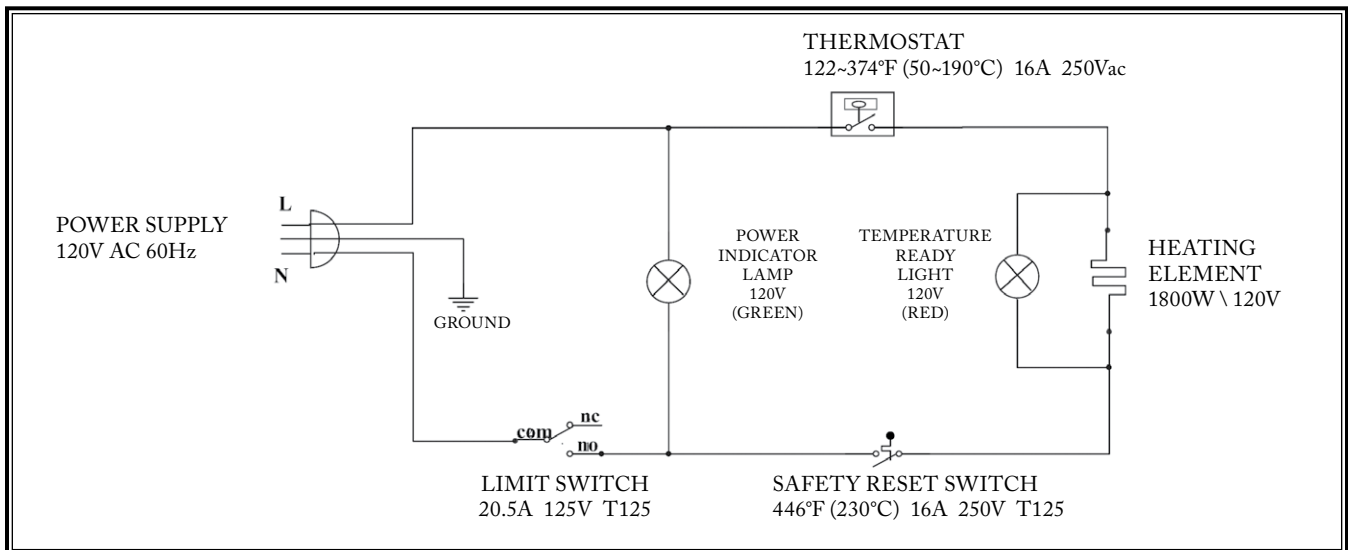 THERMOSTAT
122~374°F (50~190°C) 16A 250Vac
L
POWER SUPPLY
120V AC 60Hz
N
GROUND
POWER
INDICATOR
LAMP
120V
(GREEN)
TEMPERATURE
READY
LIGHT
120V
(RED)
HEATING
ELEMENT
1800W \ 120V
com
nc
no
LIMIT SWITCH
20.5A 125V T125
SAFETY RESET SWITCH
446°F (230°C) 16A 250V T125